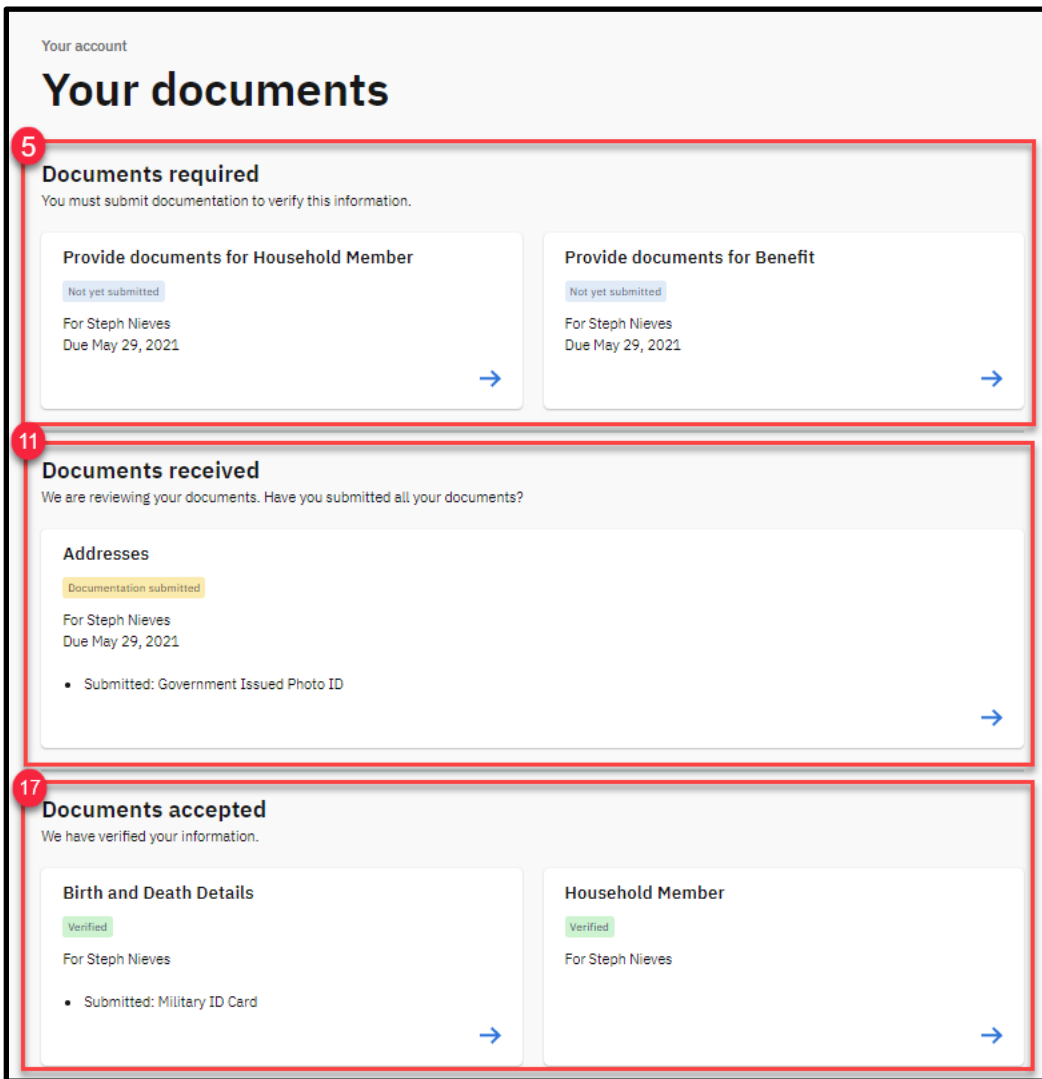 Your account
Your documents
5
Documents required
You must submit documentation to verify this information.
Provide documents for Household Member
Not yet submitted
For Steph Nieves
Due May 29, 2021
Provide documents for Benefit
Not yet submitted
For Steph Nieves
Due May 29, 2021
11
Documents received
We are reviewing your documents. Have you submitted all your documents?
Addresses
Documentation submitted
For Steph Nieves
Due May 29, 2021
• Submitted: Government Issued Photo ID
17
Documents accepted
We have verified your information.
Birth and Death Details
Verified
For Steph Nieves
• Submitted: Military ID Card
Household Member
Verified
For Steph Nieves